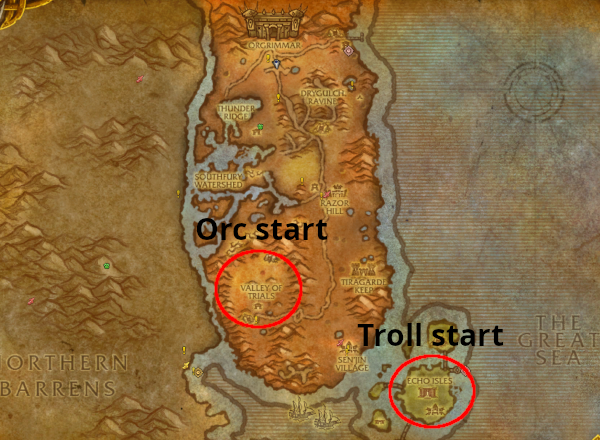 ORGRIMMAR
DRYGULCH
RAVINE
THUNDER
RIDGE
SOUTHFURY
WATERSHED
RAZOR
HILL
Orc start
VALLEY OF
TRIALS
TIRAGARDE
KEEP
Troll start
THE
GREAT
SEA
SEN'JIN
VILLAGE
NORTHERN
BARRENS
ECHO ISLES